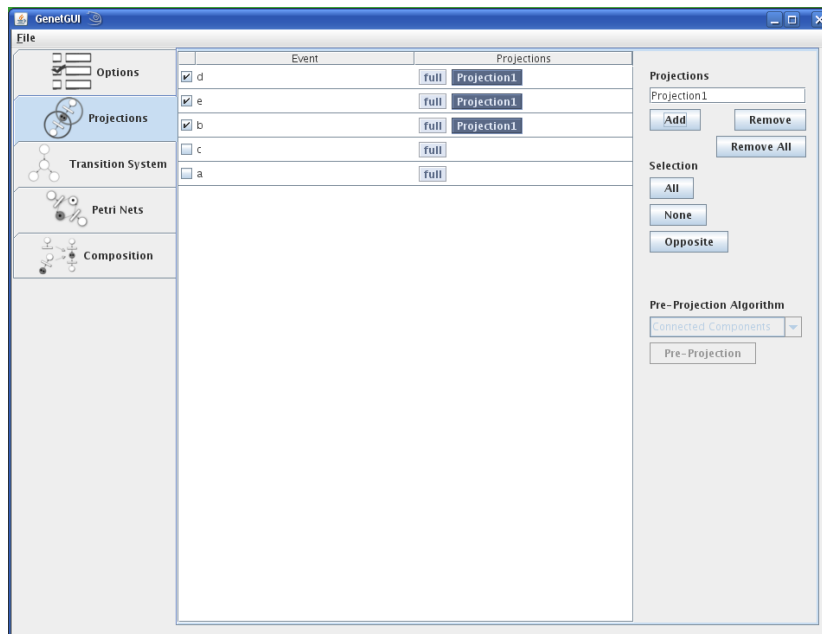 GenetGUI
File
Options
Projections
Transition System
Petri Nets
Composition
Event Projections
d full Projection1
e full Projection1
b full Projection1
c full
a full
Projections
Projection1
Add Remove
Remove All
Selection
All
None
Opposite
Pre-Projection Algorithm
Connected Components
Pre-Projection